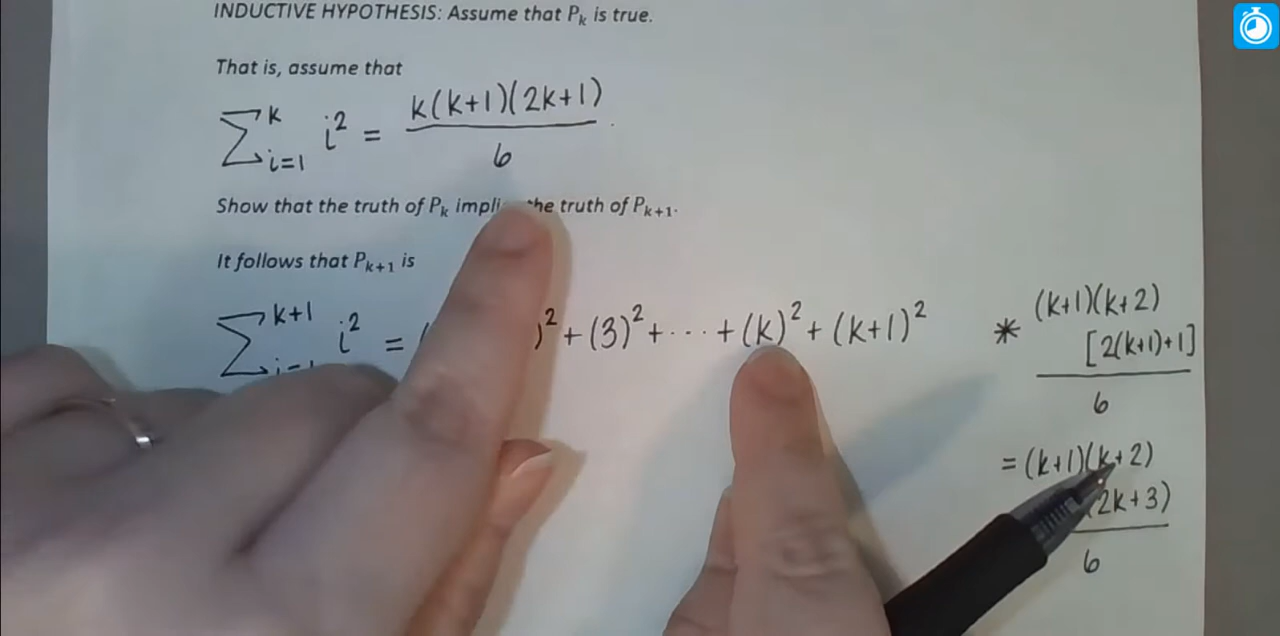 INDUCTIVE HYPOTHESIS: Assume that Pₖ is true.
That is, assume that
∑ᵢ₌₁ᵏ i² = k(k+1)(2k+1) / 6
Show that the truth of Pₖ the truth of Pₖ₊₁.
It follows that Pₖ₊₁ is
∑ k+1 i² = )² + (3)² + ··· + (k)² + (k+1)²
* (k+1)(k+2)
[2(k+1)+1]
6
= (k+1)(k+2)
(2k+3)
6